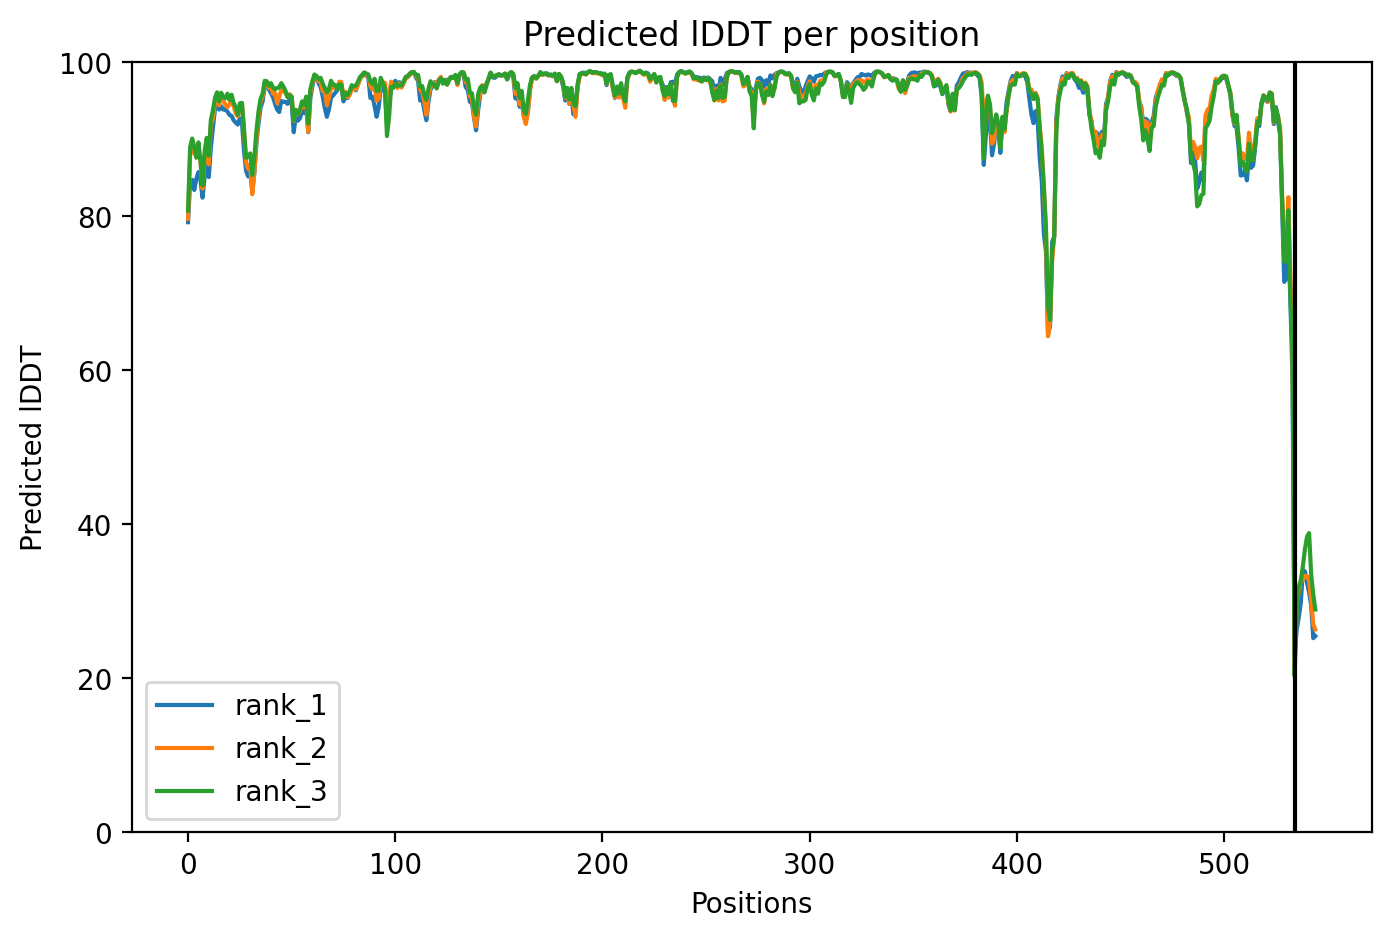 Predicted lDDT per position
100
80
60
40
20
0
Predicted lDDT
rank_1
rank_2
rank_3
0 100 200 300 400 500
Positions